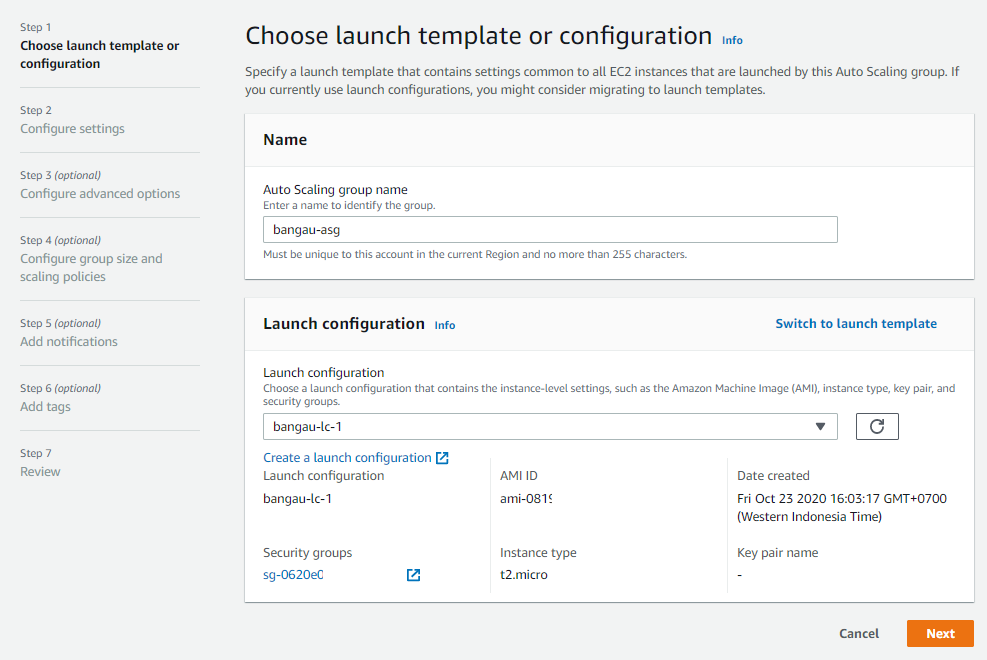 Step 1
Choose launch template or
configuration
Step 2
Configure settings
Step 3 (optional)
Configure advanced options
Step 4 (optional)
Configure group size and
scaling policies
Step 5 (optional)
Add notifications
Step 6 (optional)
Add tags
Step 7
Review
Choose launch template or configuration Info
Specify a launch template that contains settings common to all EC2 instances that are launched by this Auto Scaling group. If
you currently use launch configurations, you might consider migrating to launch templates.
Name
Auto Scaling group name
Enter a name to identify the group.
bangau-asg
Must be unique to this account in the current Region and no more than 255 characters.
Launch configuration Info
Switch to launch template
Launch configuration
Choose a launch configuration that contains the instance-level settings, such as the Amazon Machine Image (AMI), instance type, key pair, and
security groups.
bangau-lc-1
Create a launch configuration
Launch configuration
bangau-lc-1
AMI ID
ami-0819
Date created
Fri Oct 23 2020 16:03:17 GMT+0700
(Western Indonesia Time)
Security groups
sg-0620e0
Instance type
t2.micro
Key pair name
-
Cancel
Next